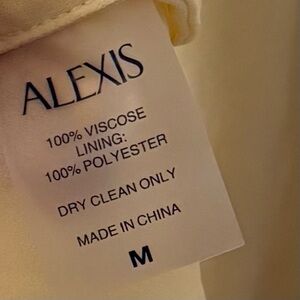 ALEXIS
100% VISCOSE
LINING:
100% POLYESTER
DRY CLEAN ONLY
MADE IN CHINA
M